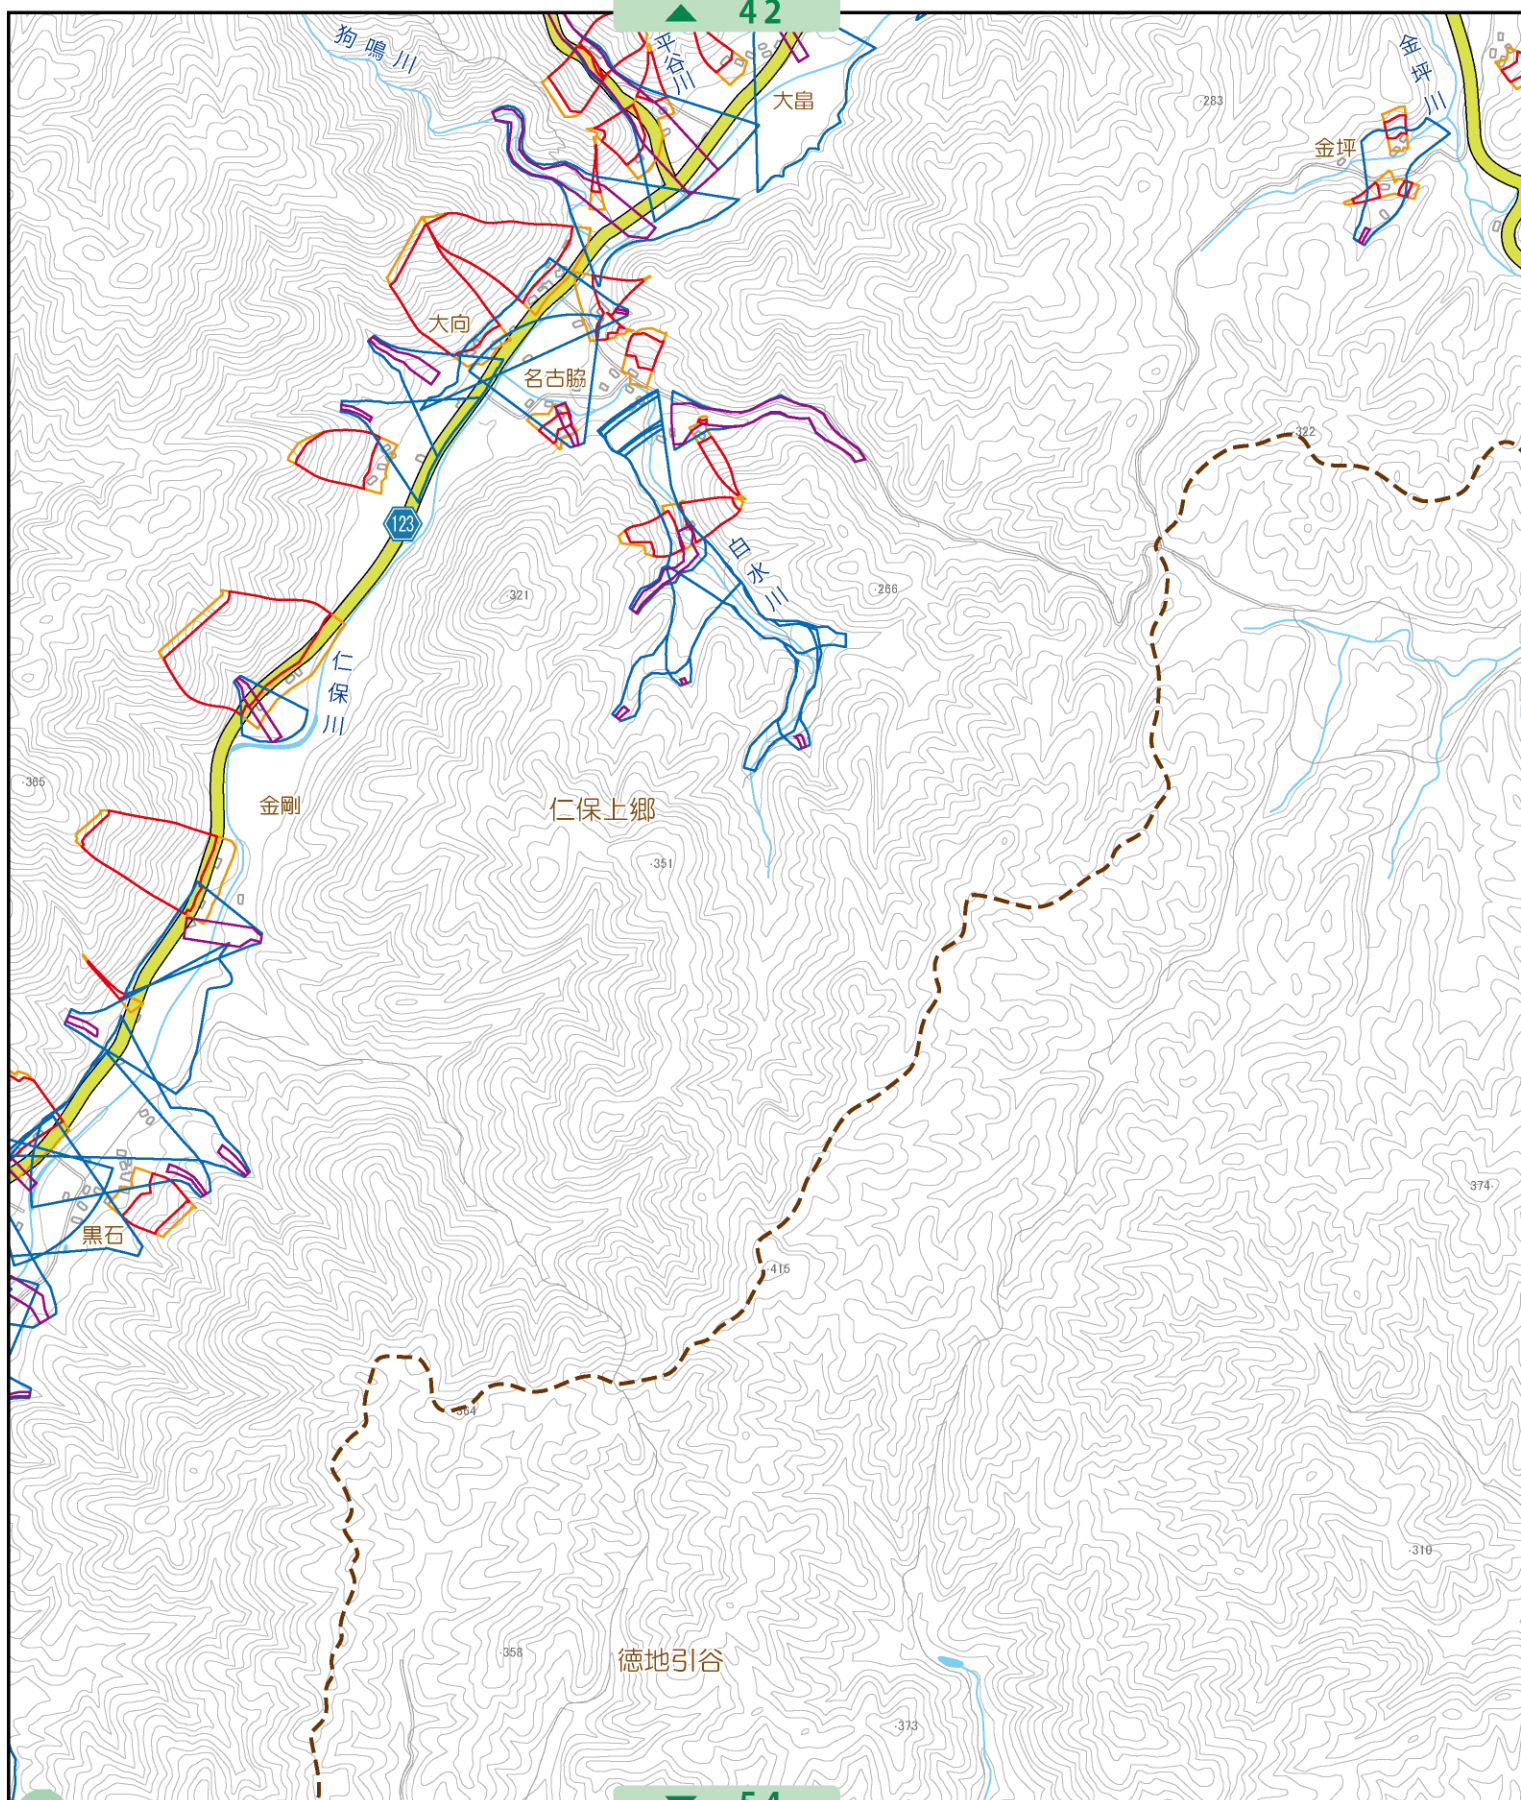 ▲ 42
狗鳴川
平谷川
大畠
金坪川
・283
金坪
大向
名古脇
・322
123
白水川
・321
・266
仁保川
・365
金剛
仁保上郷
・351
374・
黒石
・415
・364
・310
・358
徳地引谷
・373
▼ 54